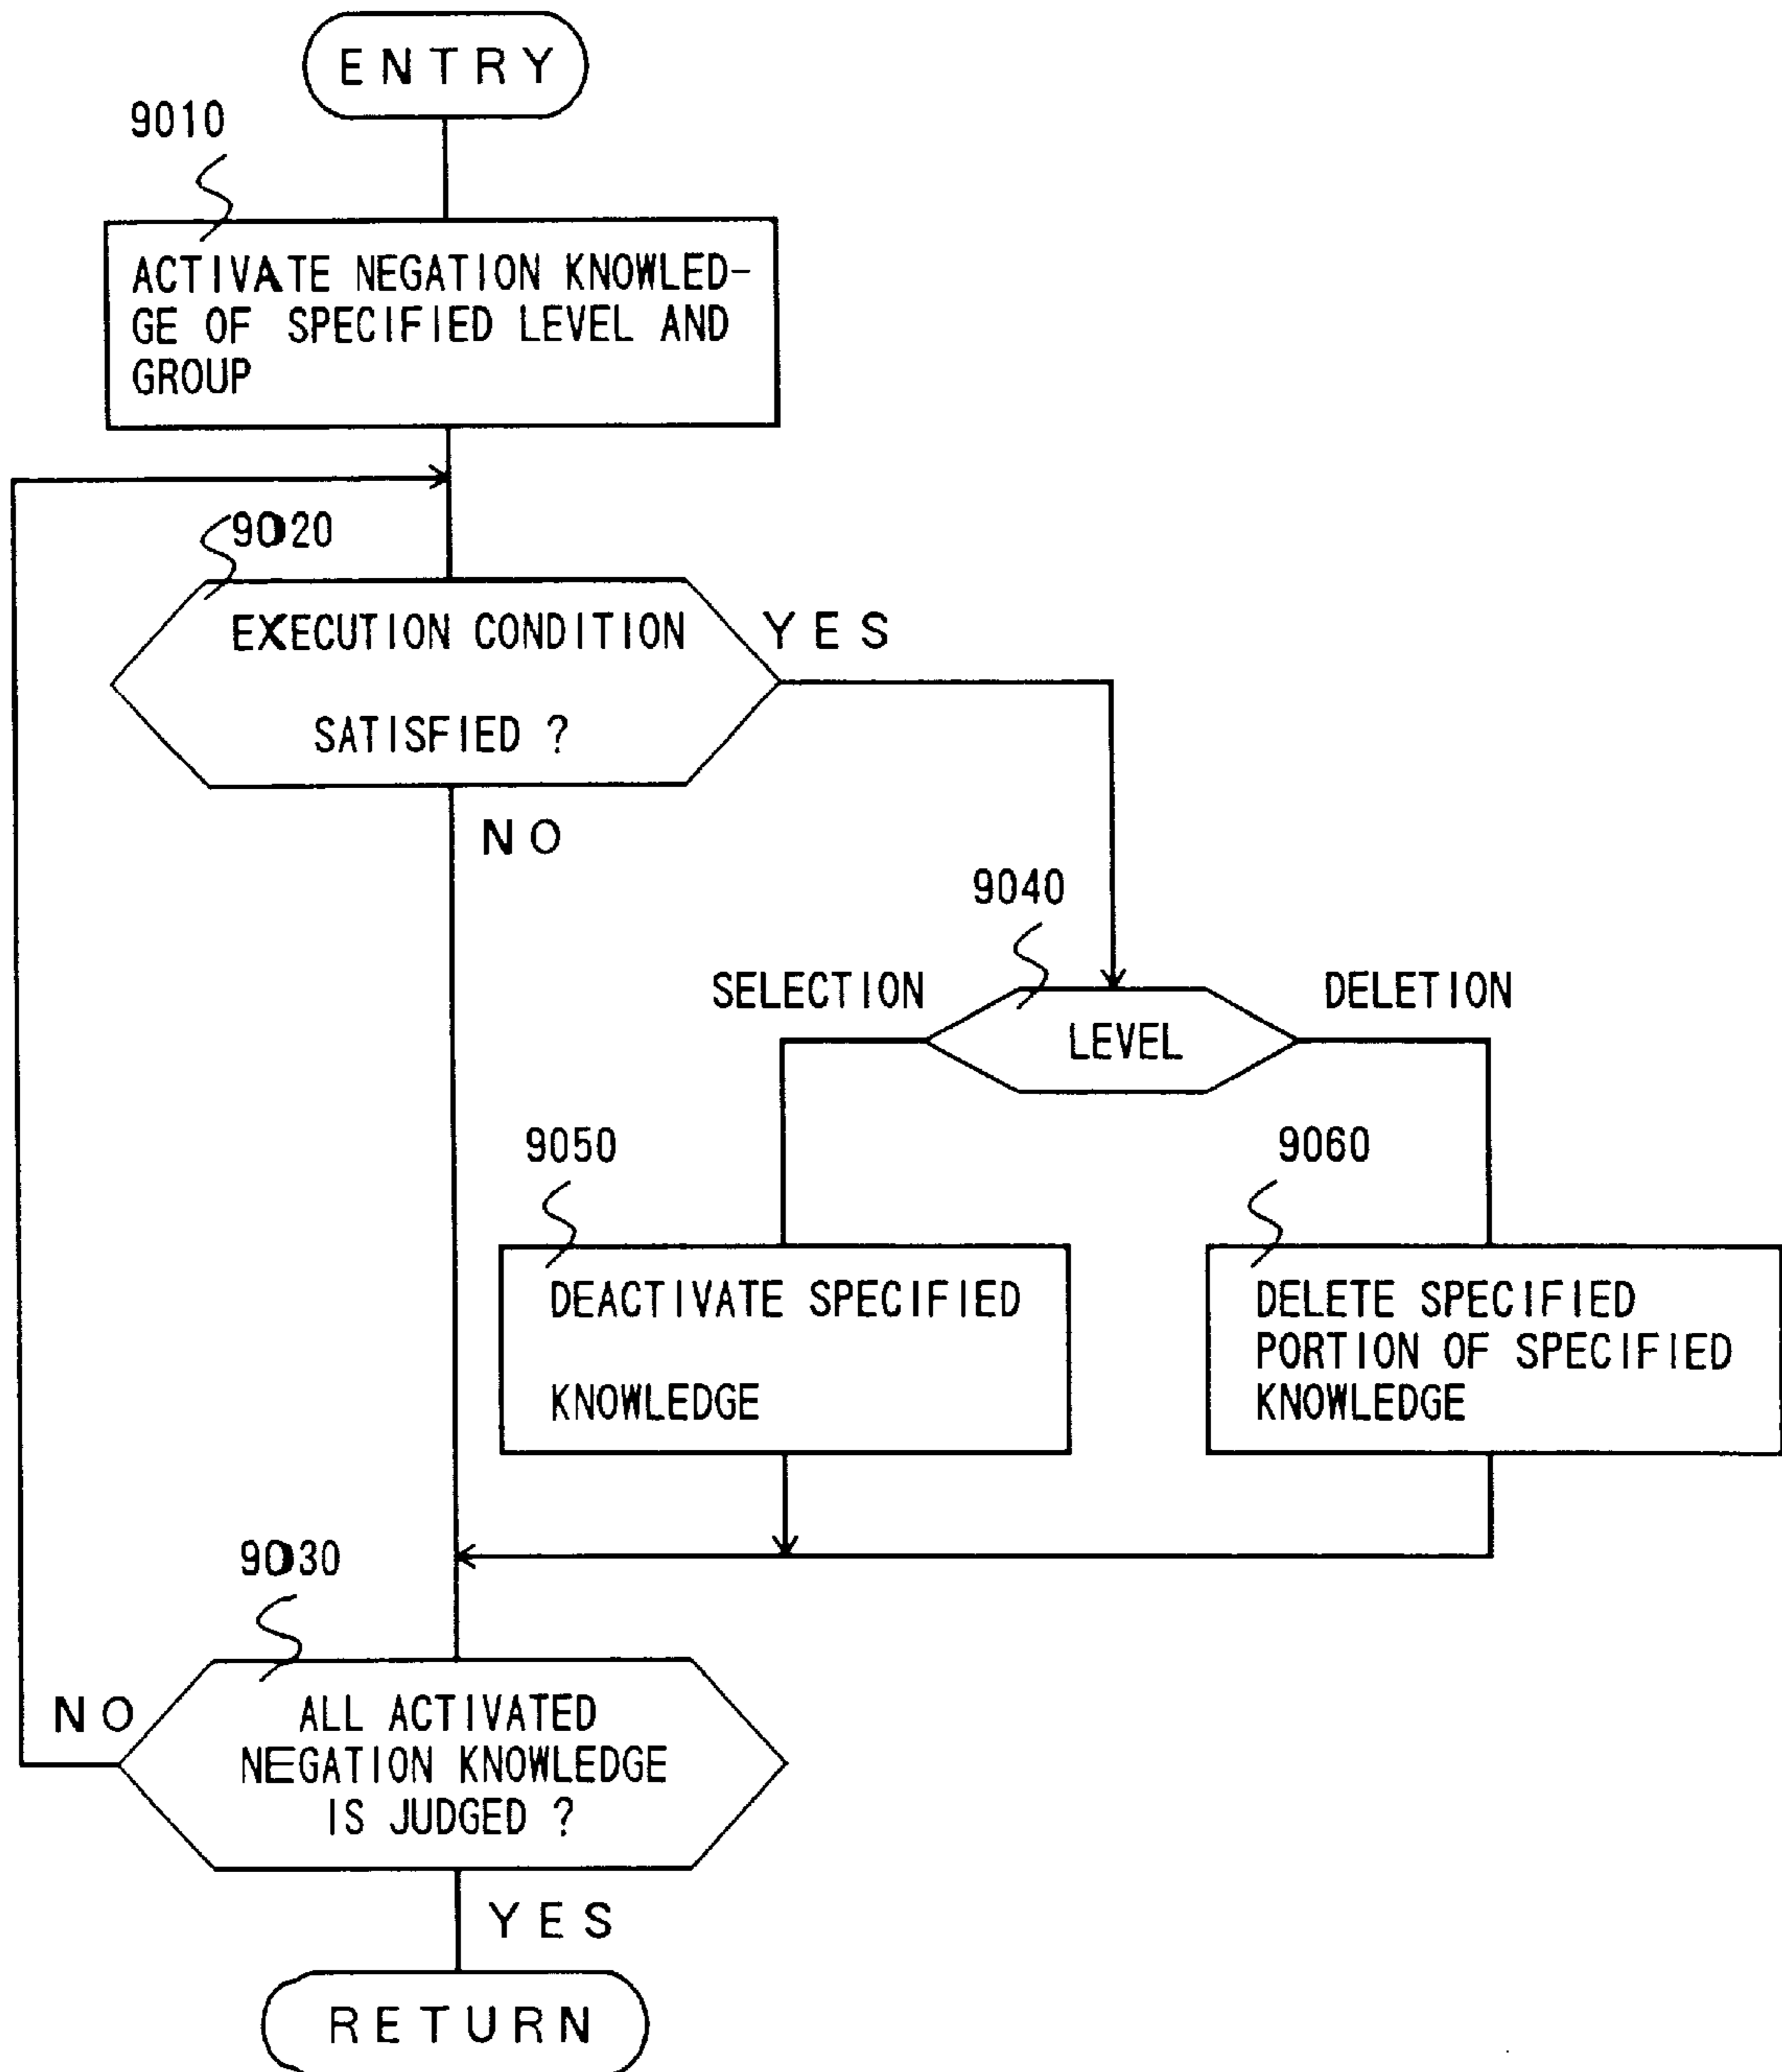 ENTRY
9010
ACTIVATE NEGATION KNOWLED-
GE OF SPECIFIED LEVEL AND
GROUP
9020
EXECUTION CONDITION
SATISFIED ?
YES
NO
9040
SELECTION
DELETION
LEVEL
9050
9060
DEACTIVATE SPECIFIED
KNOWLEDGE
DELETE SPECIFIED
PORTION OF SPECIFIED
KNOWLEDGE
9030
NO
ALL ACTIVATED
NEGATION KNOWLEDGE
IS JUDGED ?
YES
RETURN